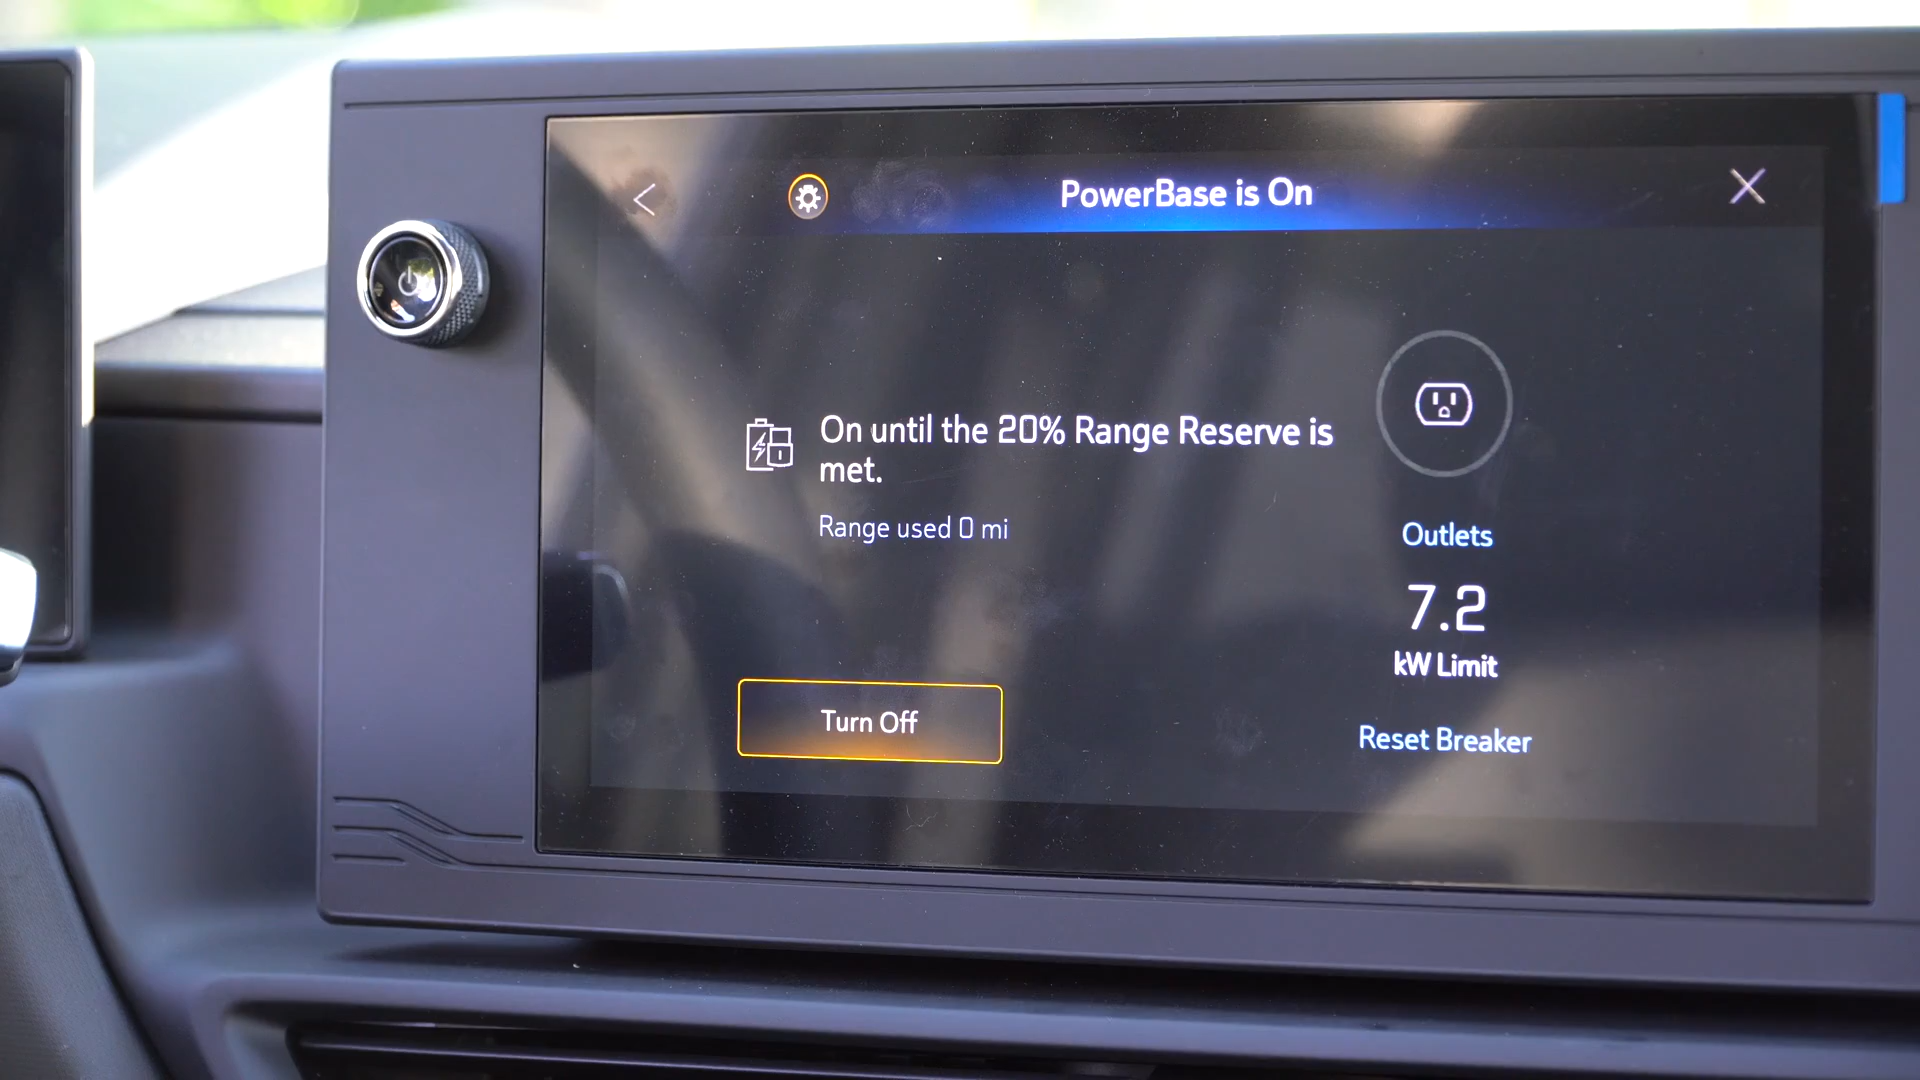 PowerBase is On
On until the 20% Range Reserve is
met.
Range used 0 mi
Turn Off
Outlets
7.2
kW Limit
Reset Breaker